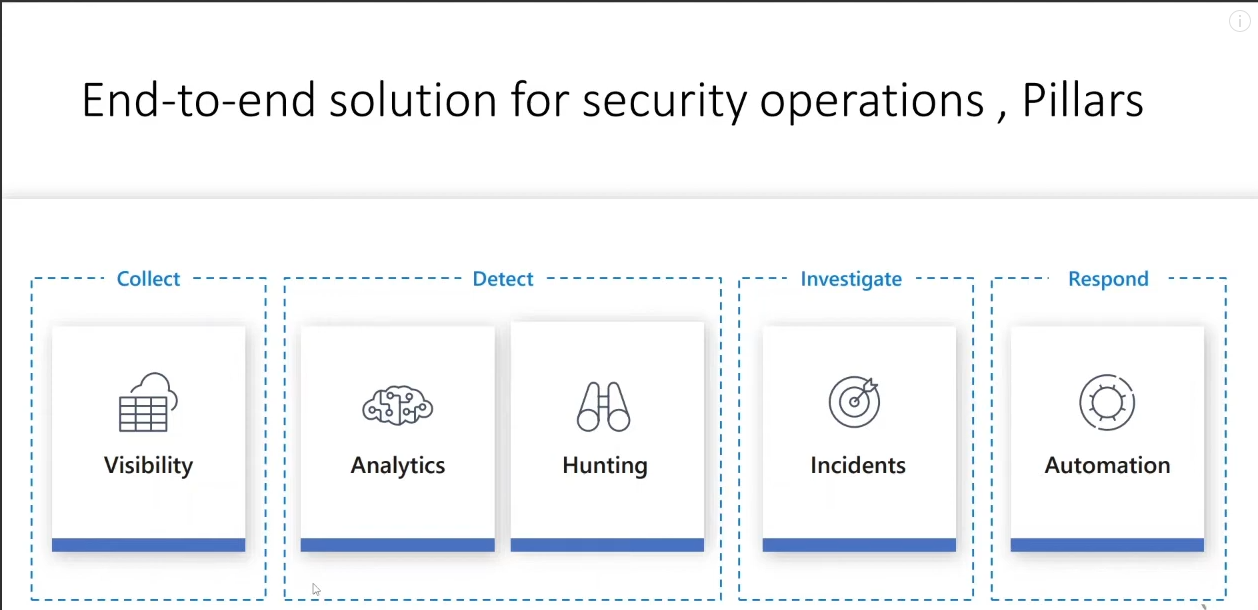 End-to-end solution for security operations , Pillars
Collect
Detect
Investigate
Respond
Visibility
Analytics
Hunting
Incidents
Automation